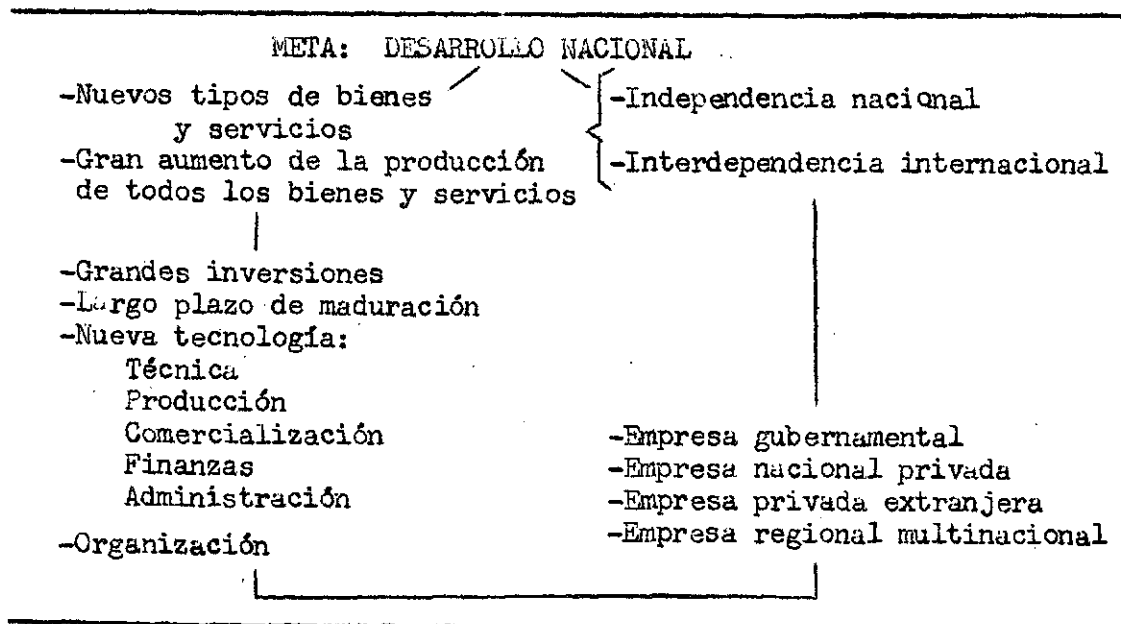 META: DESARROLLO NACIONAL
-Nuevos tipos de bienes
y servicios
-Gran aumento de la producción
de todos los bienes y servicios
-Independencia nacional
-Interdependencia internacional
-Grandes inversiones
-Largo plazo de maduración
-Nueva tecnología:
Técnica
Producción
Comercialización
Finanzas
Administración
-Organización
-Empresa gubernamental
-Empresa nacional privada
-Empresa privada extranjera
-Empresa regional multinacional